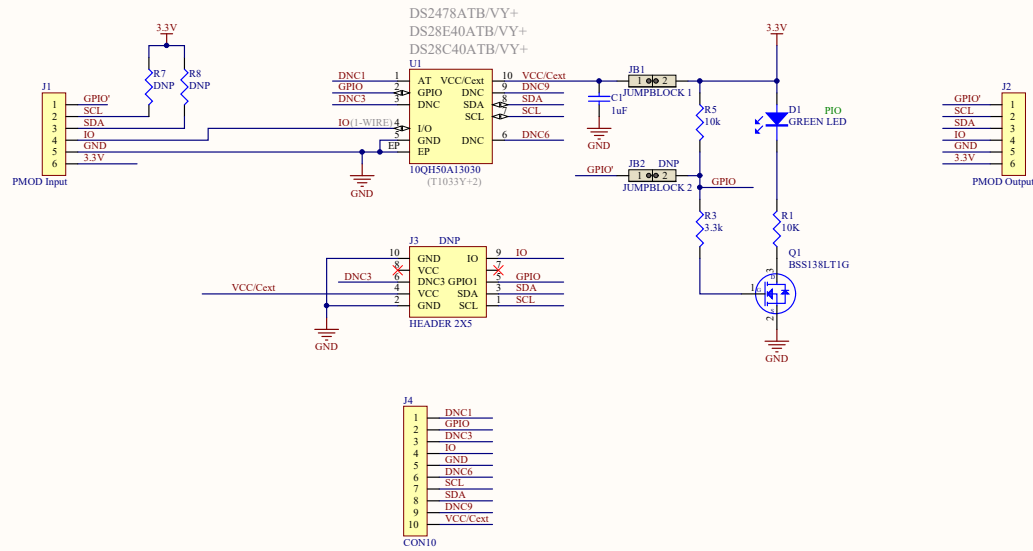 DS2478ATB/VY+
DS28E40ATB/VY+
DS28C40ATB/VY+
3.3V
R7
DNP
R8
DNP
J1
1 GPIO'
2 SCL
3 SDA
4 IO
5 GND
6 3.3V
PMOD Input
U1
DNC1 1 AT VCC/Cext 10 VCC/Cext
GPIO 2 GPIO DNC 9 DNC9
DNC3 3 DNC SDA 8 SDA
SCL 7 SCL
IO(1-WIRE) 4 I/O
5 GND DNC 6 DNC6
EP EP
10QH50A13030
(T1033Y+2)
GND
C1
1uF
GND
JB1
1 2
JUMPBLOCK 1
3.3V
R5
10k
D1
GREEN LED
PIO
JB2 DNP
GPIO' 1 2
JUMPBLOCK 2
GPIO
R3
3.3k
R1
10K
Q1
BSS138LT1G
1 G
3 D
2 S
GND
J2
GPIO' 1
SCL 2
SDA 3
IO 4
GND 5
3.3V 6
PMOD Output
J3 DNP
10 GND IO 9 IO
8 VCC 7
DNC3 6 DNC3 GPIO1 5 GPIO
VCC/Cext 4 VCC SDA 3 SDA
2 GND SCL 1 SCL
HEADER 2X5
GND
J4
1 DNC1
2 GPIO
3 DNC3
4 IO
5 GND
6 DNC6
7 SCL
8 SDA
9 DNC9
10 VCC/Cext
CON10